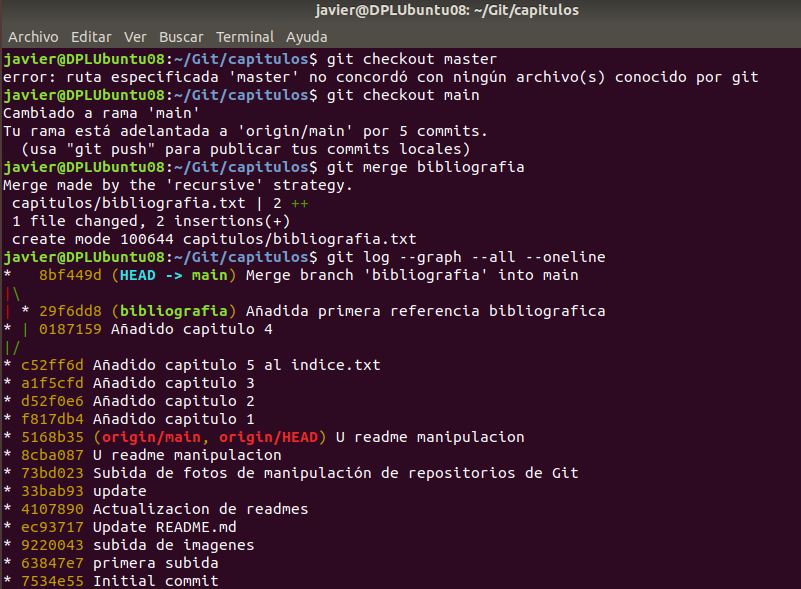 javier@DPLUbuntu08: ~/Git/capitulos
Archivo Editar Ver Buscar Terminal Ayuda
javier@DPLUbuntu08:~/Git/capitulos$ git checkout master
error: ruta especificada 'master' no concordó con ningún archivo(s) conocido por git
javier@DPLUbuntu08:~/Git/capitulos$ git checkout main
Cambiado a rama 'main'
Tu rama está adelantada a 'origin/main' por 5 commits.
  (usa "git push" para publicar tus commits locales)
javier@DPLUbuntu08:~/Git/capitulos$ git merge bibliografia
Merge made by the 'recursive' strategy.
 capitulos/bibliografia.txt | 2 ++
 1 file changed, 2 insertions(+)
 create mode 100644 capitulos/bibliografia.txt
javier@DPLUbuntu08:~/Git/capitulos$ git log --graph --all --oneline
*   8bf449d (HEAD -> main) Merge branch 'bibliografia' into main
|\
| * 29f6dd8 (bibliografia) Añadida primera referencia bibliografica
* | 0187159 Añadido capitulo 4
|/
* c52ff6d Añadido capitulo 5 al indice.txt
* a1f5cfd Añadido capitulo 3
* d52f0e6 Añadido capitulo 2
* f817db4 Añadido capitulo 1
* 5168b35 (origin/main, origin/HEAD) U readme manipulacion
* 8cba087 U readme manipulacion
* 73bd023 Subida de fotos de manipulación de repositorios de Git
* 33bab93 update
* 4107890 Actualizacion de readmes
* ec93717 Update README.md
* 9220043 subida de imagenes
* 63847e7 primera subida
* 7534e55 Initial commit